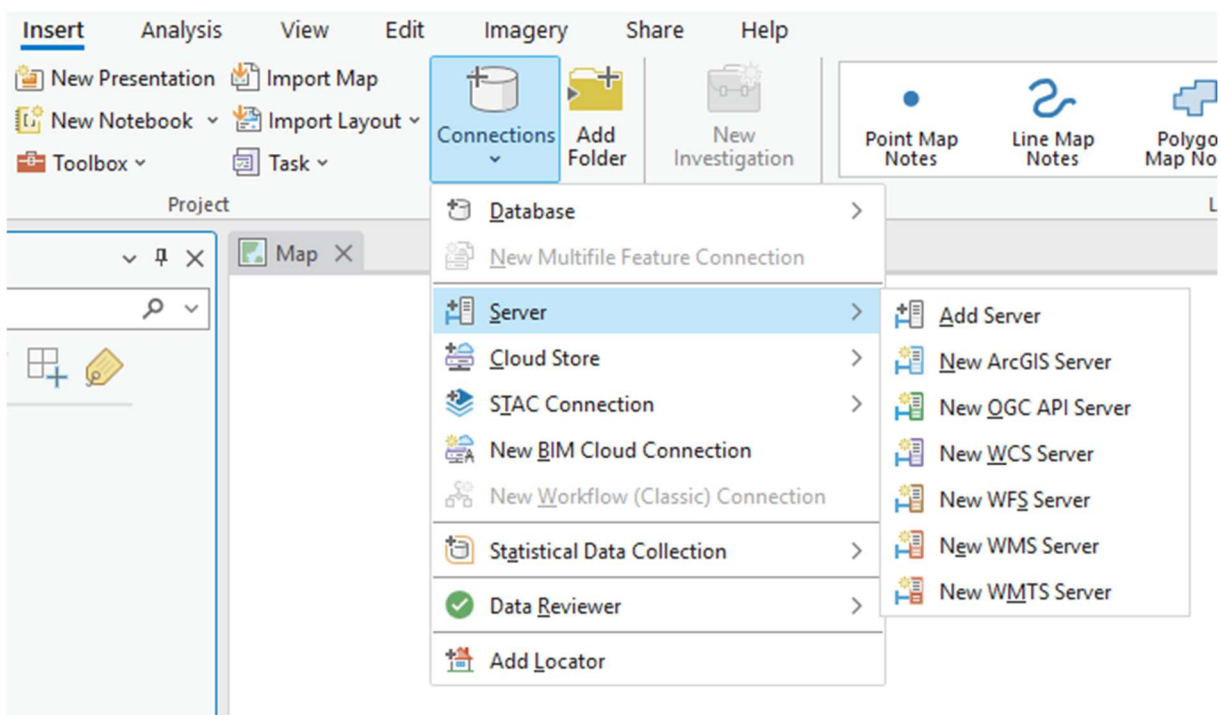 Insert Analysis View Edit Imagery Share Help
New Presentation Import Map
New Notebook Import Layout
Toolbox Task
Connections
Add
Folder
New
Investigation
Point Map
Notes
Line Map
Notes
Polygo
Map No
Project
L
Map
Database
New Multifile Feature Connection
Server
Cloud Store
STAC Connection
New BIM Cloud Connection
New Workflow (Classic) Connection
Statistical Data Collection
Data Reviewer
Add Locator
Add Server
New ArcGIS Server
New OGC API Server
New WCS Server
New WFS Server
New WMS Server
New WMTS Server